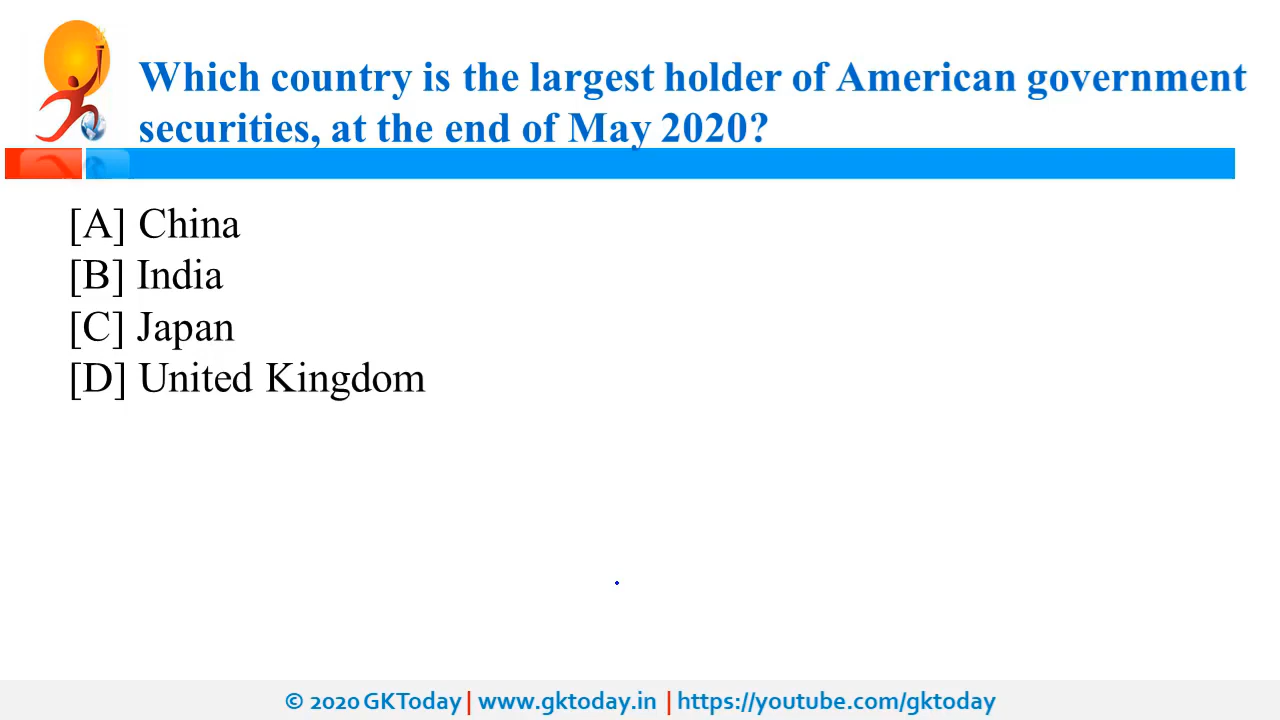 Which country is the largest holder of American government
securities, at the end of May 2020?
[A] China
[B] India
[C] Japan
[D] United Kingdom
© 2020 GKToday | www.gktoday.in | https://youtube.com/gktoday